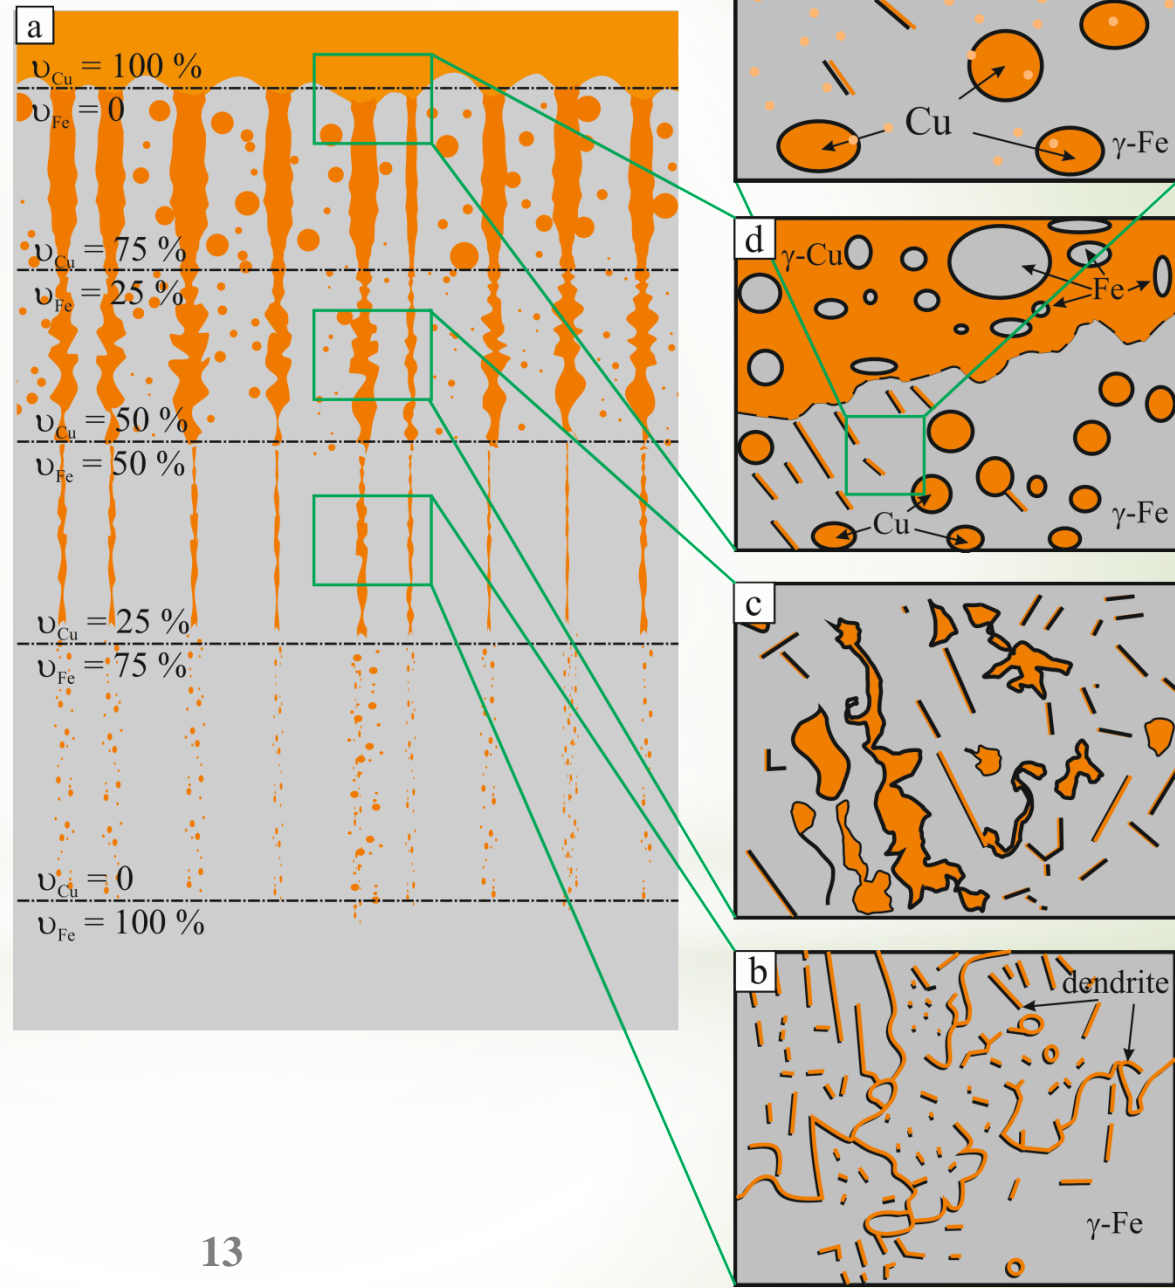 a
υCu = 100 %
υFe = 0
υCu = 75 %
υFe = 25 %
υCu = 50 %
υFe = 50 %
υCu = 25 %
υFe = 75 %
υCu = 0
υFe = 100 %
Cu
γ-Fe
d
γ-Cu
Fe
Cu
γ-Fe
c
b
dendrite
γ-Fe
13